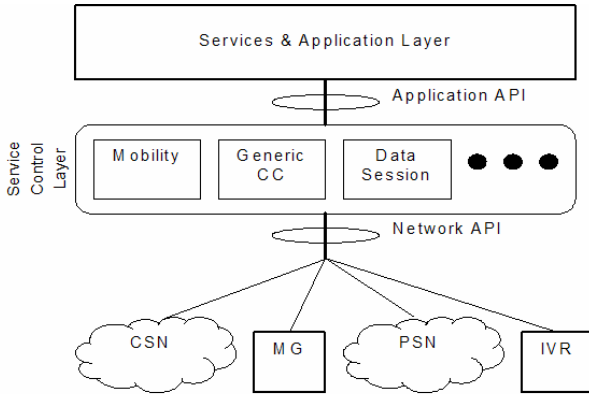 Services & Application Layer
Application API
Service
Control
Layer
Mobility
Generic
CC
Data
Session
Network API
CSN
MG
PSN
IVR